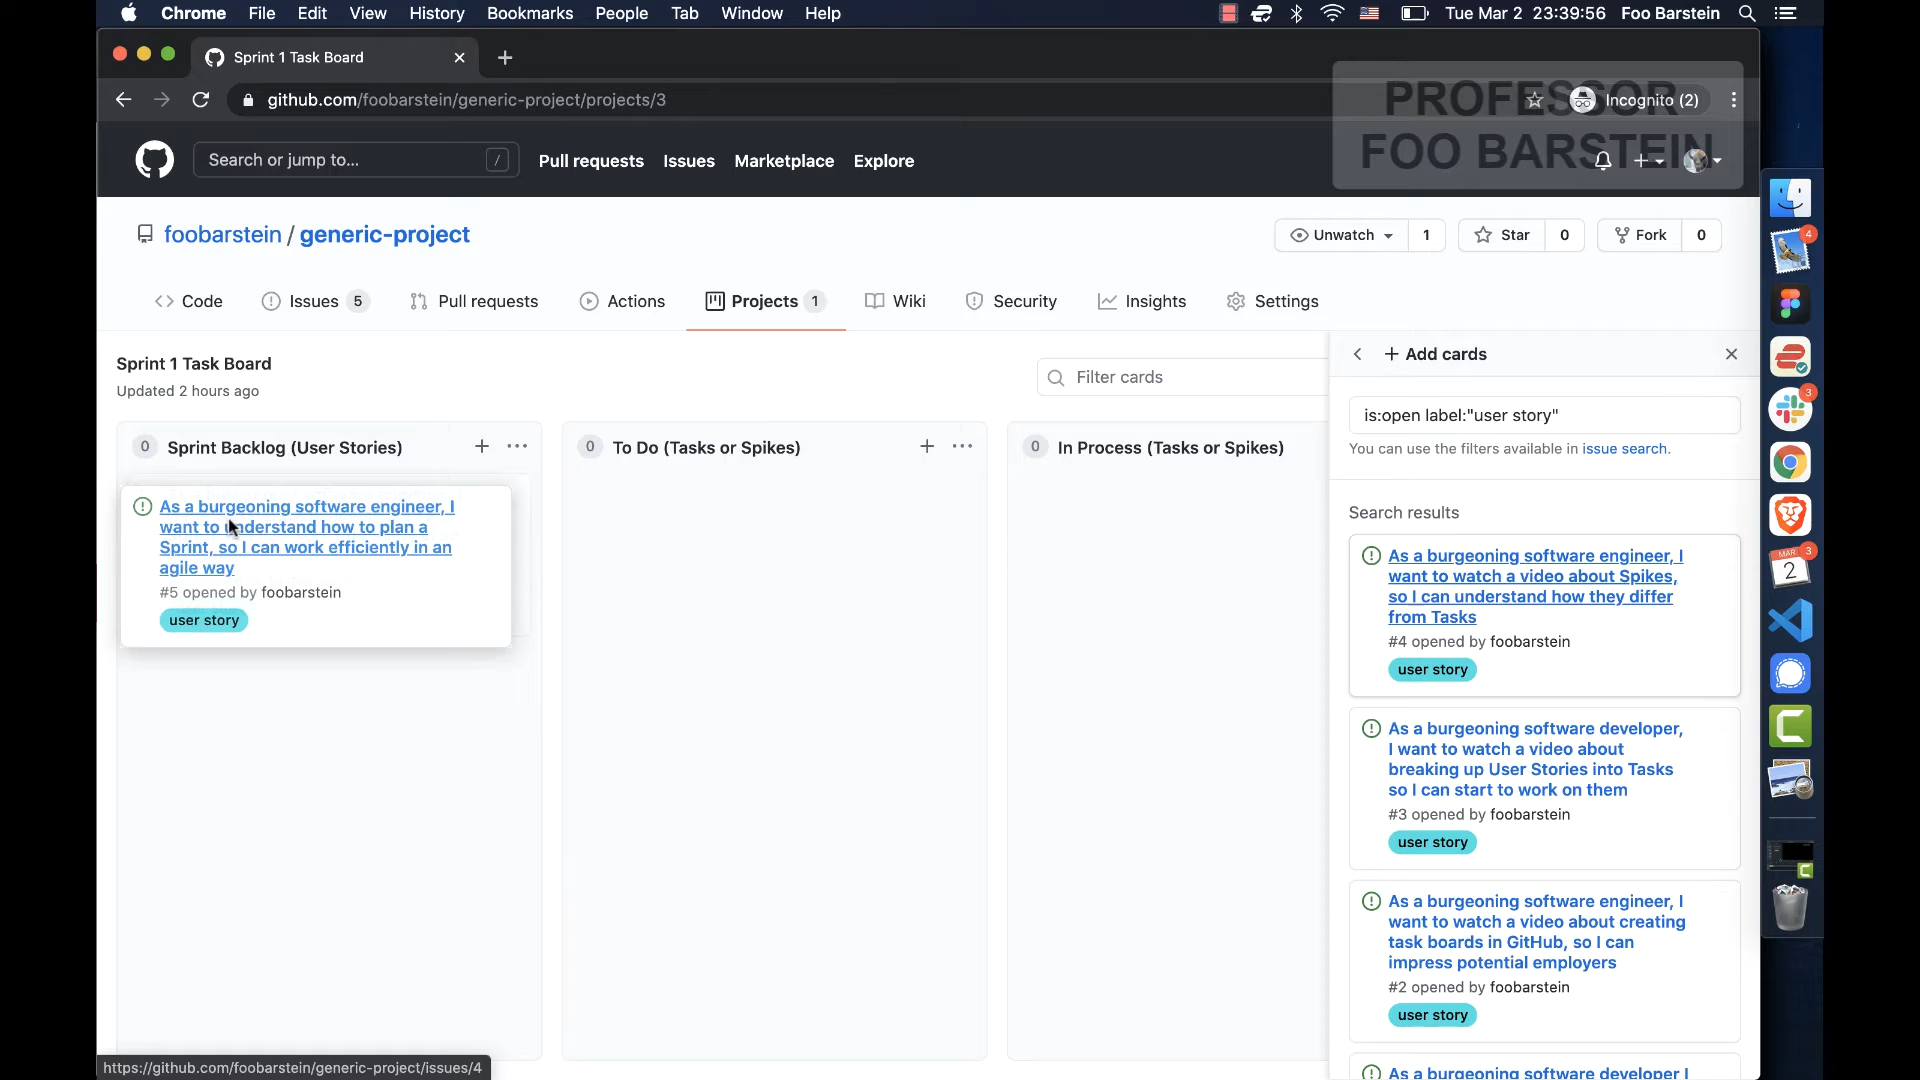 Chrome File Edit View History Bookmarks People Tab Window Help Tue Mar 2 23:39:56 Foo Barstein
Sprint 1 Task Board
github.com/foobarstein/generic-project/projects/3
Incognito (2)
PROFESSOR
FOO BARSTEIN
Search or jump to... /
Pull requests Issues Marketplace Explore
foobarstein / generic-project
Unwatch 1 Star 0 Fork 0
Code Issues 5 Pull requests Actions Projects 1 Wiki Security Insights Settings
Sprint 1 Task Board
Updated 2 hours ago
Filter cards
0 Sprint Backlog (User Stories)
As a burgeoning software engineer, I
want to understand how to plan a
Sprint, so I can work efficiently in an
agile way
#5 opened by foobarstein
user story
0 To Do (Tasks or Spikes)
0 In Process (Tasks or Spikes)
+ Add cards
is:open label:"user story"
You can use the filters available in issue search.
Search results
As a burgeoning software engineer, I
want to watch a video about Spikes,
so I can understand how they differ
from Tasks
#4 opened by foobarstein
user story
As a burgeoning software developer,
I want to watch a video about
breaking up User Stories into Tasks
so I can start to work on them
#3 opened by foobarstein
user story
As a burgeoning software engineer, I
want to watch a video about creating
task boards in GitHub, so I can
impress potential employers
#2 opened by foobarstein
user story
As a burgeoning software developer I
4
3
MAR 3
2
https://github.com/foobarstein/generic-project/issues/4